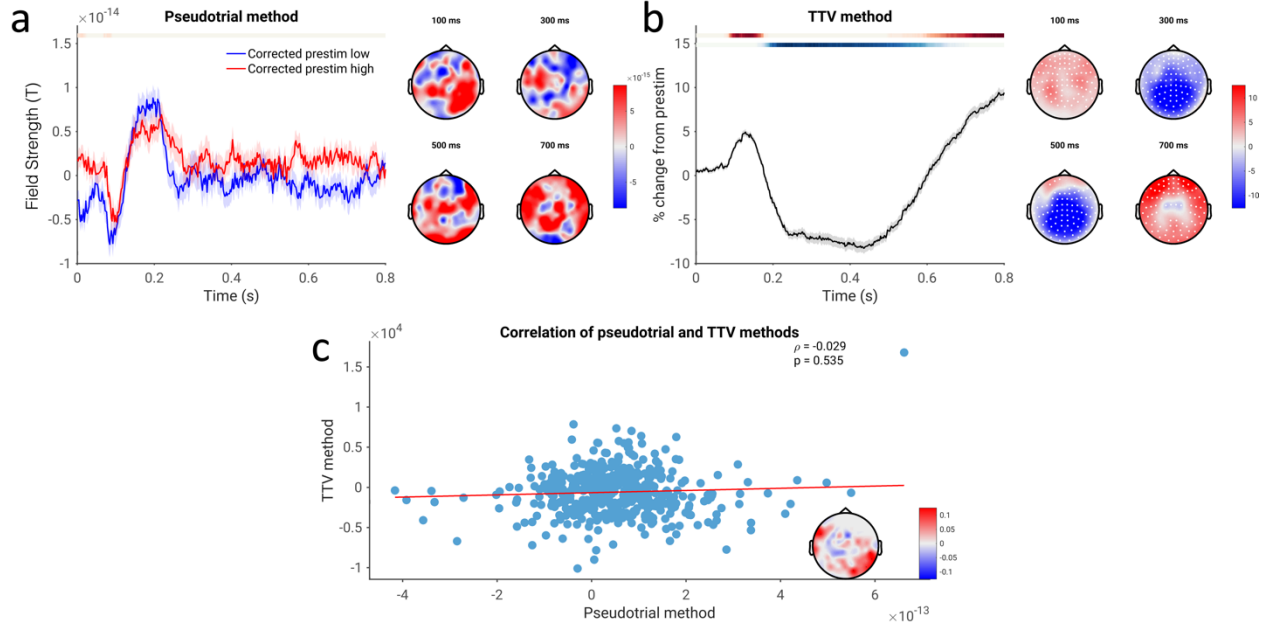 a
Pseudotrial method
×10^-14
1.5
1
0.5
0
-0.5
-1
Field Strength (T)
Corrected prestim low
Corrected prestim high
0
0.2
0.4
0.6
0.8
Time (s)
100 ms
300 ms
500 ms
700 ms
×10^-15
5
0
-5
b
TTV method
15
10
5
0
-5
-10
% change from prestim
0
0.2
0.4
0.6
0.8
Time (s)
100 ms
300 ms
500 ms
700 ms
10
5
0
-5
-10
c
Correlation of pseudotrial and TTV methods
×10^4
ρ = -0.029
p = 0.535
1.5
1
0.5
0
-0.5
-1
TTV method
-4
-2
0
2
4
6
Pseudotrial method
×10^-13
0.1
0.05
0
-0.05
-0.1